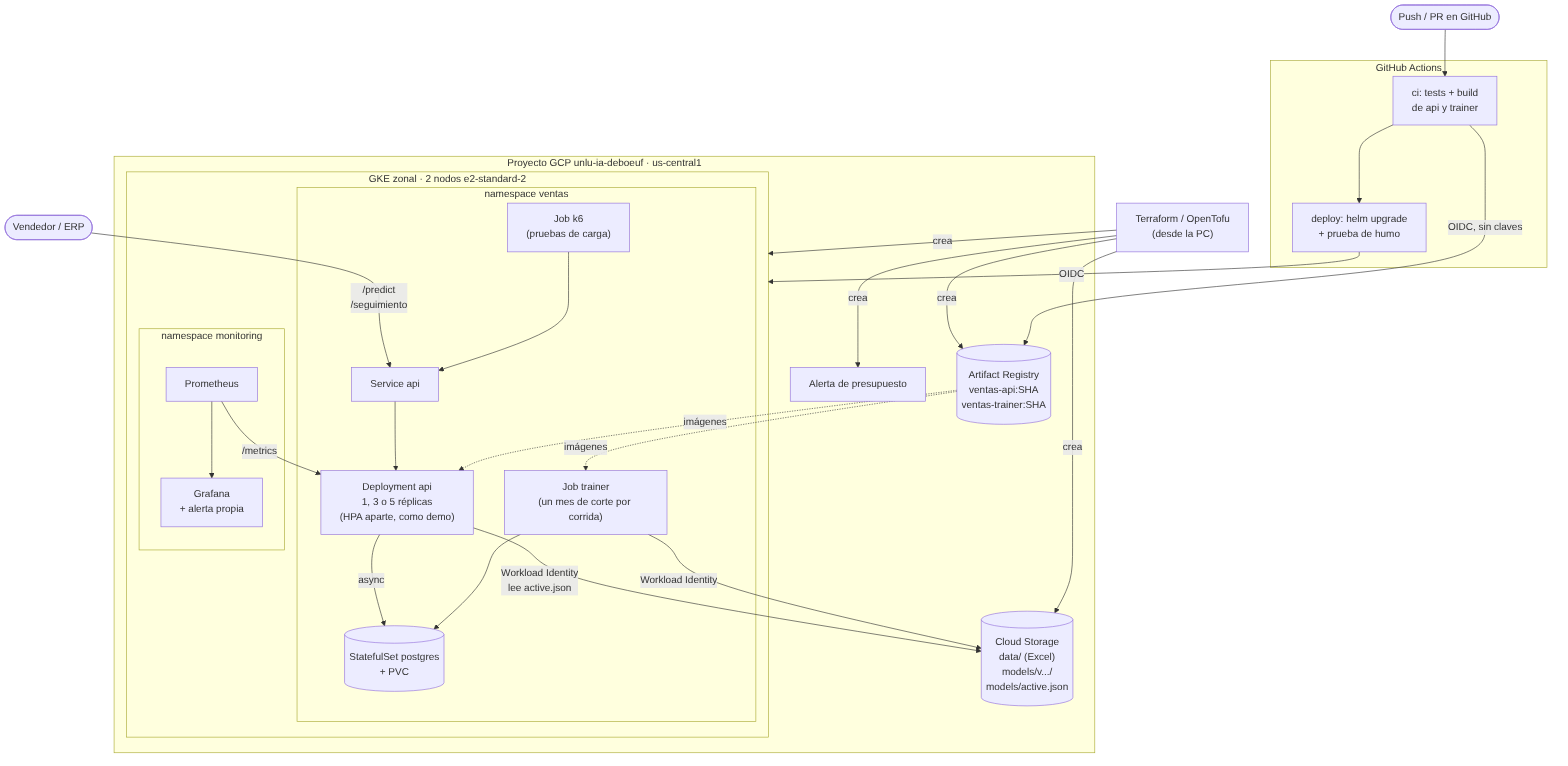 Push / PR en GitHub
GitHub Actions
ci: tests + build
de api y trainer
Proyecto GCP unlu-ia-deboeuf · us-central1
GKE zonal · 2 nodos e2-standard-2
namespace ventas
Job k6
(pruebas de carga)
Terraform / OpenTofu
(desde la PC)
deploy: helm upgrade
+ prueba de humo
Vendedor / ERP
OIDC, sin claves
crea
OIDC
/predict
/seguimiento
crea
crea
namespace monitoring
Prometheus
Service api
Alerta de presupuesto
Artifact Registry
ventas-api:SHA
ventas-trainer:SHA
imágenes
imágenes
/metrics
crea
Grafana
+ alerta propia
Deployment api
1, 3 o 5 réplicas
(HPA aparte, como demo)
Job trainer
(un mes de corte por
corrida)
async
Workload Identity
lee active.json
Workload Identity
StatefulSet postgres
+ PVC
Cloud Storage
data/ (Excel)
models/v.../
models/active.json